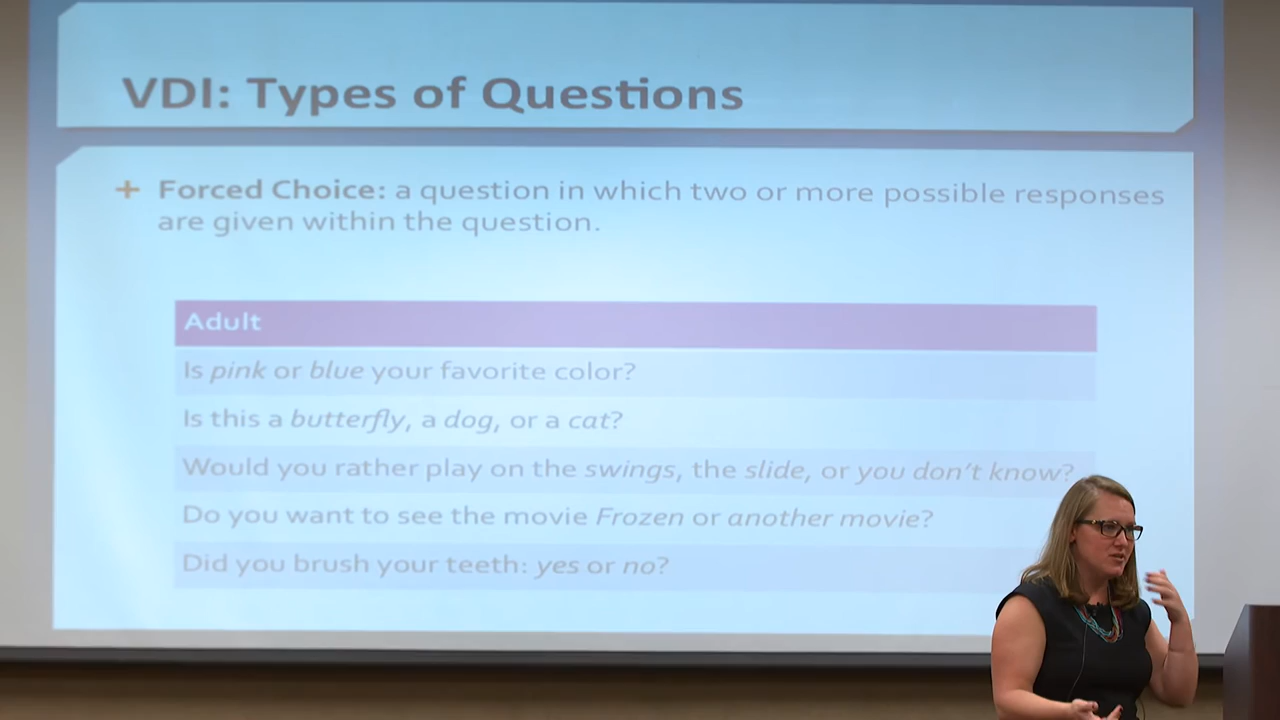 VDI: Types of Questions
+ Forced Choice: a question in which two or more possible responses
are given within the question.
Adult
Is pink or blue your favorite color?
Is this a butterfly, a dog, or a cat?
Would you rather play on the swings, the slide, or you don't know?
Do you want to see the movie Frozen or another movie?
Did you brush your teeth: yes or no?